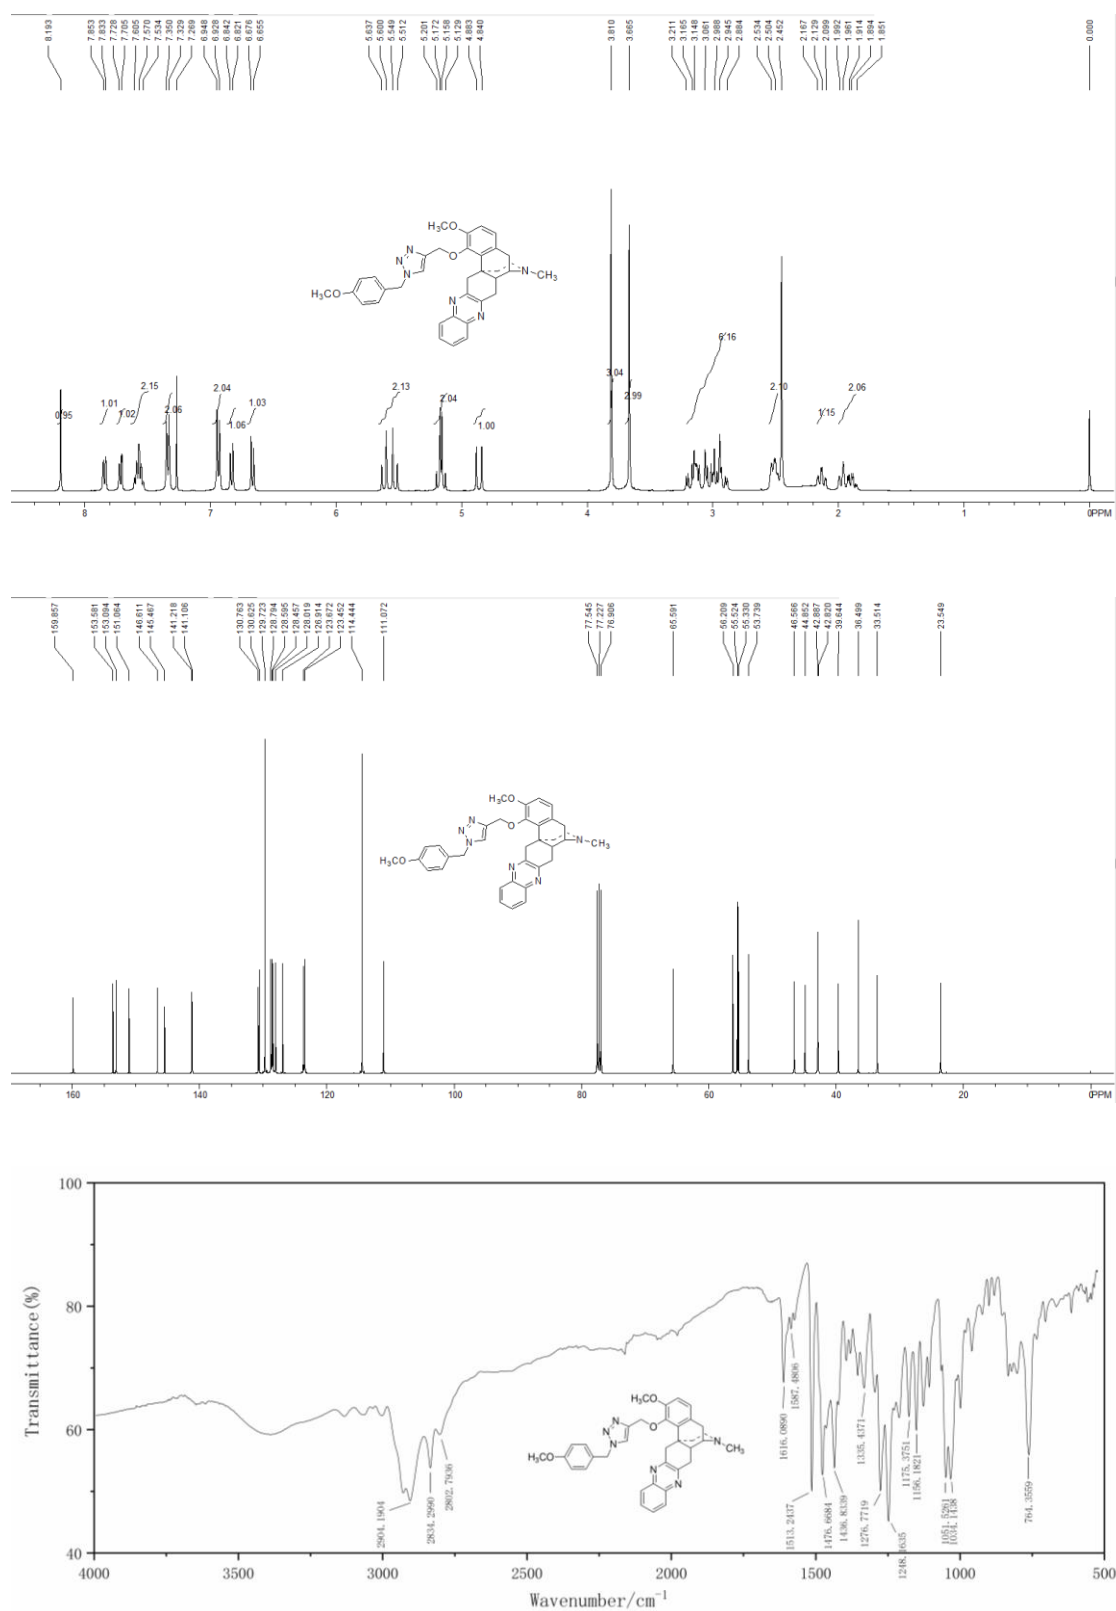 8.193 7.853 7.833 7.728 7.705 7.605 7.570 7.534 7.350 7.329 7.269 6.948 6.928 6.842 6.821 6.676 6.655 5.637 5.600 5.549 5.512 5.201 5.172 5.158 5.129 4.883 4.840 3.810 3.665 3.211 3.165 3.148 3.061 2.988 2.945 2.884 2.534 2.504 2.452 2.167 2.129 2.099 1.992 1.961 1.914 1.894 1.851 0.000
H₃CO
N N
N O
N CH₃
H₃CO
N
N
0.95 1.01 1.02 2.15 2.06 2.04 1.06 1.03 2.13 2.04 1.00 3.04 2.99 6.16 2.10 1.15 2.06
8 7 6 5 4 3 2 1 0 PPM
159.857 153.581 153.094 151.064 146.611 145.467 141.218 141.106 130.763 130.625 129.723 128.794 128.595 128.457 128.019 126.914 123.672 123.452 114.444 111.072 77.545 77.227 76.906 65.591 56.209 55.524 55.330 53.739 46.566 44.852 42.887 42.820 39.644 36.499 33.514 23.549
H₃CO
N N
N O
N CH₃
H₃CO
N
N
160 140 120 100 80 60 40 20 0 PPM
100
80
60
40
Transmittance(%)
2904.1904 2834.2990 2802.7936 1616.0890 1587.4806 1513.2437 1476.6684 1436.8339 1335.4371 1276.7719 1248.1635 1175.3751 1156.1821 1051.5261 1034.1438 764.3559
H₃CO
N N
N O
N CH₃
H₃CO
N
N
4000 3500 3000 2500 2000 1500 1000 500
Wavenumber/cm⁻¹